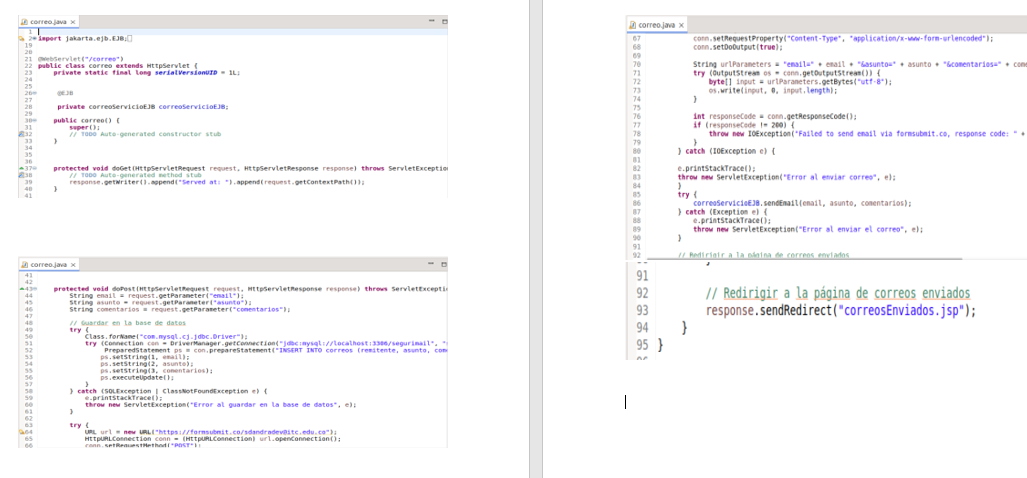 correo.java
1
2 import jakarta.ejb.EJB;
19
20
21 @WebServlet("/correo")
22 public class correo extends HttpServlet {
23 private static final long serialVersionUID = 1L;
24
25
26 @EJB
27
28 private correoServicioEJB correoServicioEJB;
29
30 public correo() {
31 super();
32 // TODO Auto-generated constructor stub
33 }
34
35
36
37 protected void doGet(HttpServletRequest request, HttpServletResponse response) throws ServletException
38 // TODO Auto-generated method stub
39 response.getWriter().append("Served at: ").append(request.getContextPath());
40 }
41
correo.java
41
42
43 protected void doPost(HttpServletRequest request, HttpServletResponse response) throws ServletExcepti
44 String email = request.getParameter("email");
45 String asunto = request.getParameter("asunto");
46 String comentarios = request.getParameter("comentarios");
47
48 // Guardar en la base de datos
49 try {
50 Class.forName("com.mysql.cj.jdbc.Driver");
51 try (Connection con = DriverManager.getConnection("jdbc:mysql://localhost:3306/segurimail", "
52 PreparedStatement ps = con.prepareStatement("INSERT INTO correos (remitente, asunto, com
53 ps.setString(1, email);
54 ps.setString(2, asunto);
55 ps.setString(3, comentarios);
56 ps.executeUpdate();
57 }
58 } catch (SQLException | ClassNotFoundException e) {
59 e.printStackTrace();
60 throw new ServletException("Error al guardar en la base de datos", e);
61 }
62
63 try {
64 URL url = new URL("https://formsubmit.co/sdandradev@itc.edu.co");
65 HttpURLConnection conn = (HttpURLConnection) url.openConnection();
66 conn.setRequestMethod("POST");
correo.java
67 conn.setRequestProperty("Content-Type", "application/x-www-form-urlencoded");
68 conn.setDoOutput(true);
69
70 String urlParameters = "email=" + email + "&asunto=" + asunto + "&comentarios=" + come
71 try (OutputStream os = conn.getOutputStream()) {
72 byte[] input = urlParameters.getBytes("utf-8");
73 os.write(input, 0, input.length);
74 }
75
76 int responseCode = conn.getResponseCode();
77 if (responseCode != 200) {
78 throw new IOException("Failed to send email via formsubmit.co, response code: " +
79 }
80 } catch (IOException e) {
81
82 e.printStackTrace();
83 throw new ServletException("Error al enviar correo", e);
84 }
85 try {
86 correoServicioEJB.sendEmail(email, asunto, comentarios);
87 } catch (Exception e) {
88 e.printStackTrace();
89 throw new ServletException("Error al enviar el correo", e);
90 }
91
92 // Redirigir a la página de correos enviados
91
92 // Redirigir a la página de correos enviados
93 response.sendRedirect("correosEnviados.jsp");
94 }
95 }